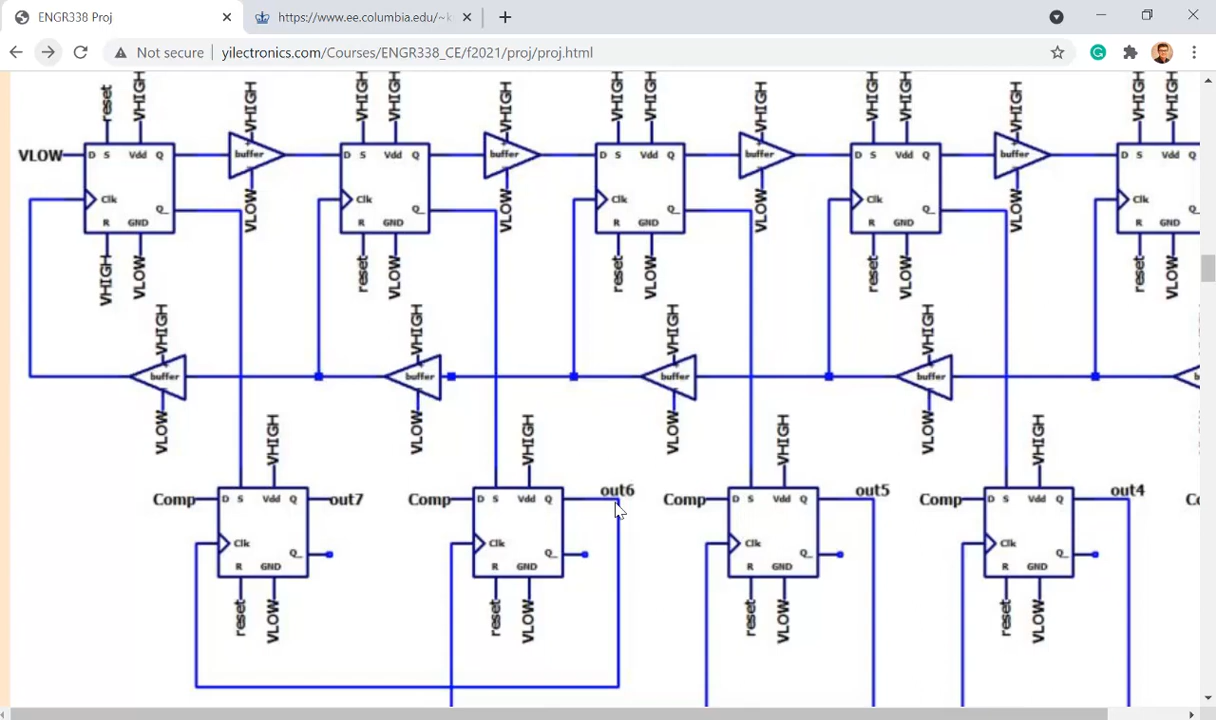 ENGR338 Proj
https://www.ee.columbia.edu/~k
Not secure yilectronics.com/Courses/ENGR338_CE/f2021/proj/proj.html
reset VHIGH VHIGH VHIGH VHIGH VHIGH VHIGH VHIGH VHIGH VHIGH VHIGH VHIGH VHIGH VHIGH
VLOW D S Vdd Q buffer D S Vdd Q buffer D S Vdd Q buffer D S Vdd Q buffer D S Vdd Q
Clk Clk Clk Clk Clk
Q_ Q_ Q_ Q_ Q_
R GND VLOW R GND VLOW R GND VLOW R GND VLOW R GND
VHIGH VLOW reset VLOW reset VLOW reset VLOW reset VLOW
VHIGH VHIGH VHIGH VHIGH
buffer buffer buffer buffer b
VLOW VLOW VLOW VLOW
VHIGH VHIGH VHIGH VHIGH
out6 out5 out4
Comp D S Vdd Q out7 Comp D S Vdd Q Comp D S Vdd Q Comp D S Vdd Q
Clk Clk Clk Clk
Q_ Q_ Q_ Q_
R GND R GND R GND R GND
reset VLOW reset VLOW reset VLOW reset VLOW